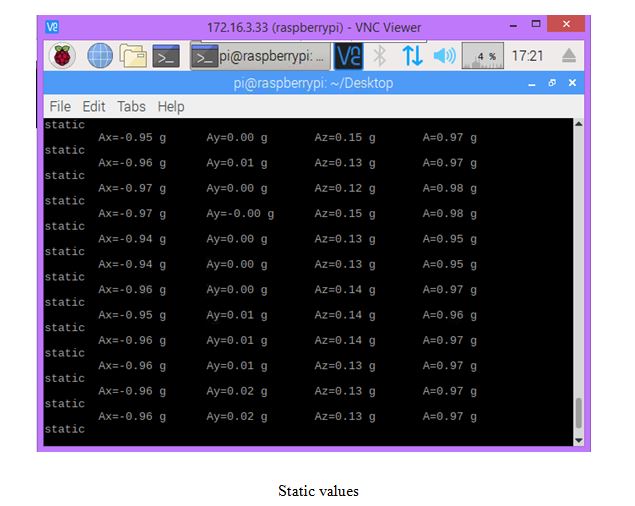 172.16.3.33 (raspberrypi) - VNC Viewer
pi@raspberrypi: ... 4 % 17:21
pi@raspberrypi: ~/Desktop
File Edit Tabs Help
static
Ax=-0.95 g Ay=0.00 g Az=0.15 g A=0.97 g
static
Ax=-0.96 g Ay=0.01 g Az=0.13 g A=0.97 g
static
Ax=-0.97 g Ay=0.00 g Az=0.12 g A=0.98 g
static
Ax=-0.97 g Ay=-0.00 g Az=0.15 g A=0.98 g
static
Ax=-0.94 g Ay=0.00 g Az=0.13 g A=0.95 g
static
Ax=-0.94 g Ay=0.00 g Az=0.13 g A=0.95 g
static
Ax=-0.96 g Ay=0.00 g Az=0.14 g A=0.97 g
static
Ax=-0.95 g Ay=0.01 g Az=0.14 g A=0.96 g
static
Ax=-0.96 g Ay=0.01 g Az=0.14 g A=0.97 g
static
Ax=-0.96 g Ay=0.01 g Az=0.13 g A=0.97 g
static
Ax=-0.96 g Ay=0.02 g Az=0.13 g A=0.97 g
static
Ax=-0.96 g Ay=0.02 g Az=0.13 g A=0.97 g
static
Static values